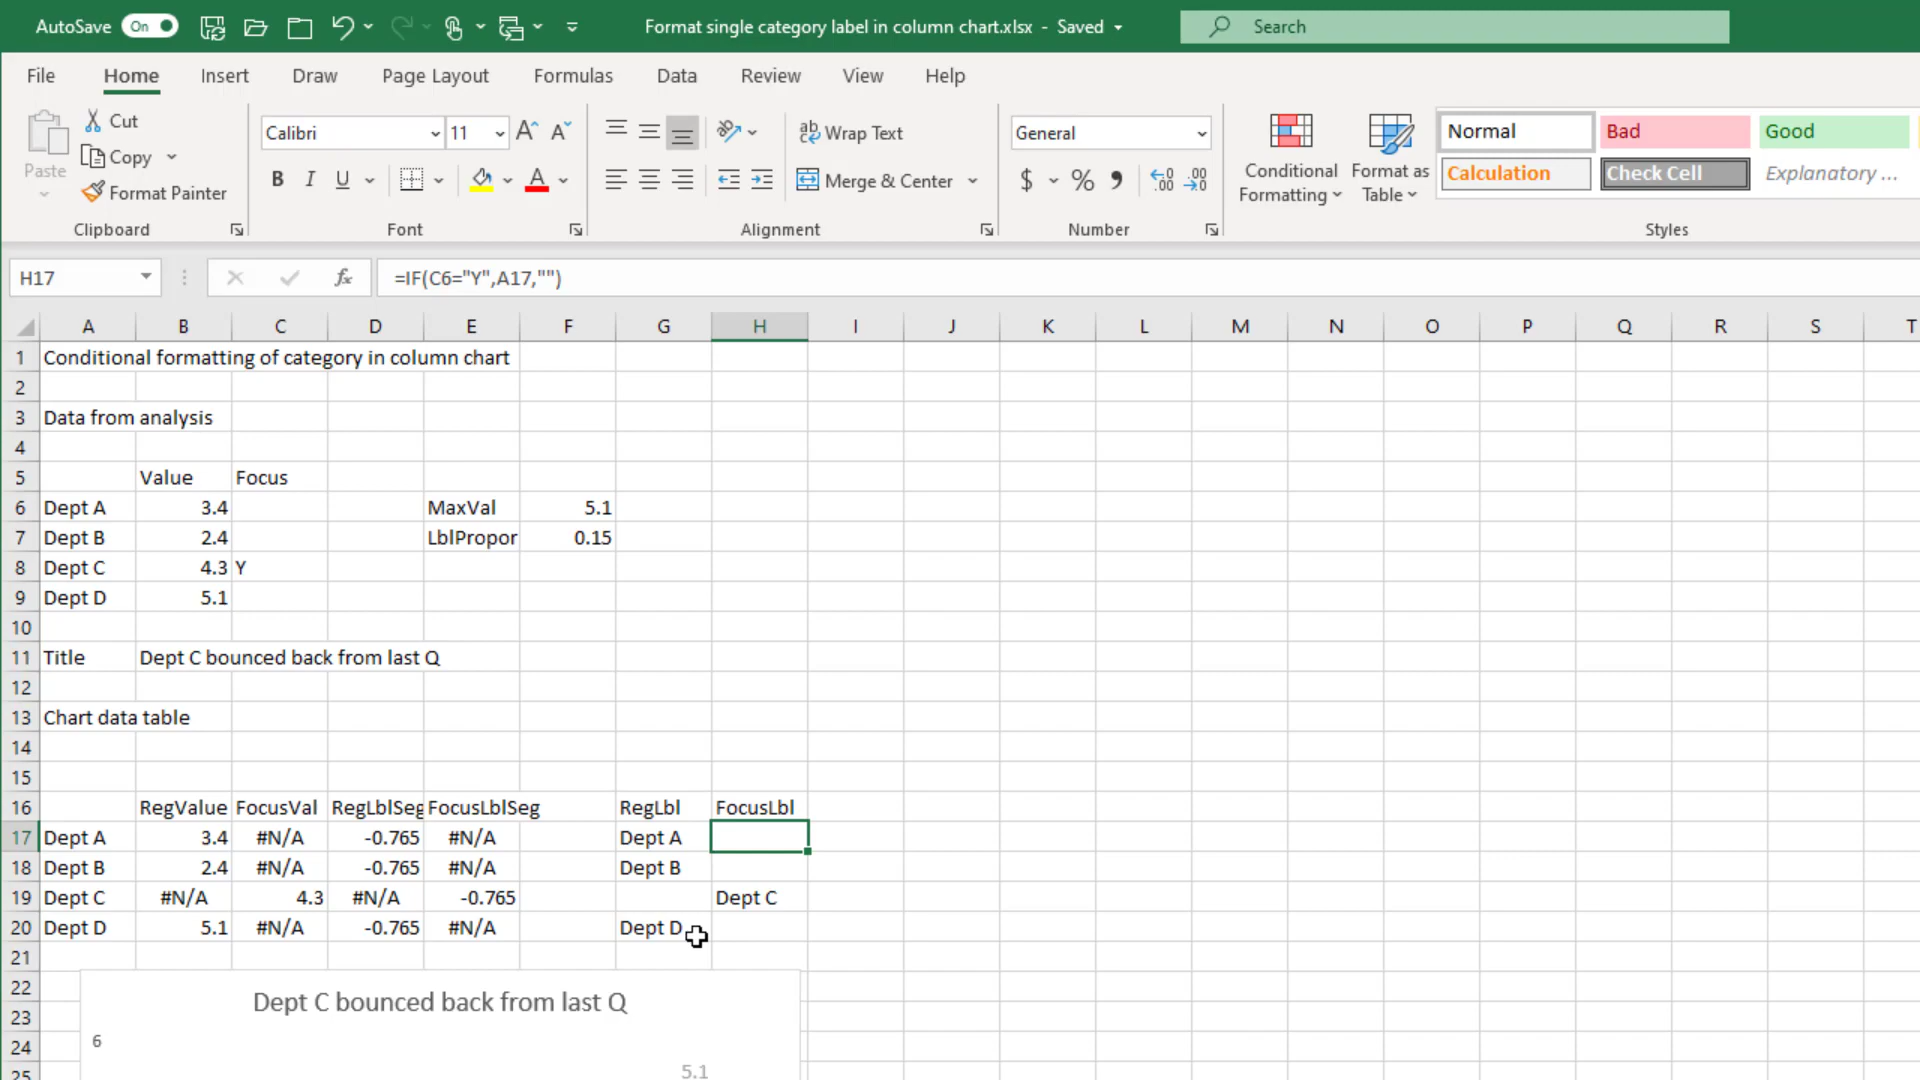 AutoSave On Format single category label in column chart.xlsx - Saved Search
File Home Insert Draw Page Layout Formulas Data Review View Help
Paste Cut Copy Format Painter Clipboard
Calibri 11 A A B I U A Font
ab Wrap Text Merge & Center Alignment
General $ % Number
Conditional Formatting Format as Table
Normal Bad Good
Calculation Check Cell Explanatory ...
Styles
H17 fx =IF(C6="Y",A17,"")
A B C D E F G H I J K L M N O P Q R S T
1 Conditional formatting of category in column chart
2
3 Data from analysis
4
5 Value Focus
6 Dept A 3.4 MaxVal 5.1
7 Dept B 2.4 LblPropor 0.15
8 Dept C 4.3 Y
9 Dept D 5.1
10
11 Title Dept C bounced back from last Q
12
13 Chart data table
14
15
16 RegValue FocusVal RegLblSeg FocusLblSeg RegLbl FocusLbl
17 Dept A 3.4 #N/A -0.765 #N/A Dept A
18 Dept B 2.4 #N/A -0.765 #N/A Dept B
19 Dept C #N/A 4.3 #N/A -0.765 Dept C
20 Dept D 5.1 #N/A -0.765 #N/A Dept D
21
22 Dept C bounced back from last Q
23
24 6
25 5.1